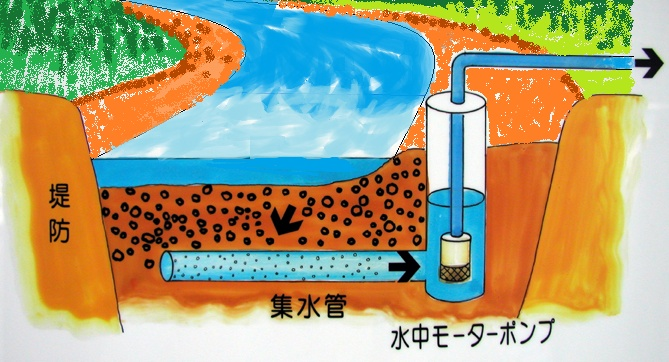 堤防
集水管
水中モーターポンプ